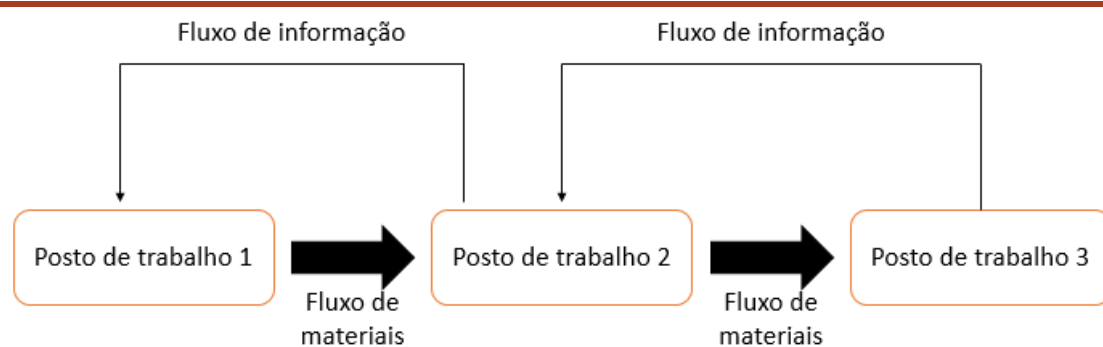 Fluxo de informação
Fluxo de informação
Posto de trabalho 1
Posto de trabalho 2
Posto de trabalho 3
Fluxo de
materiais
Fluxo de
materiais